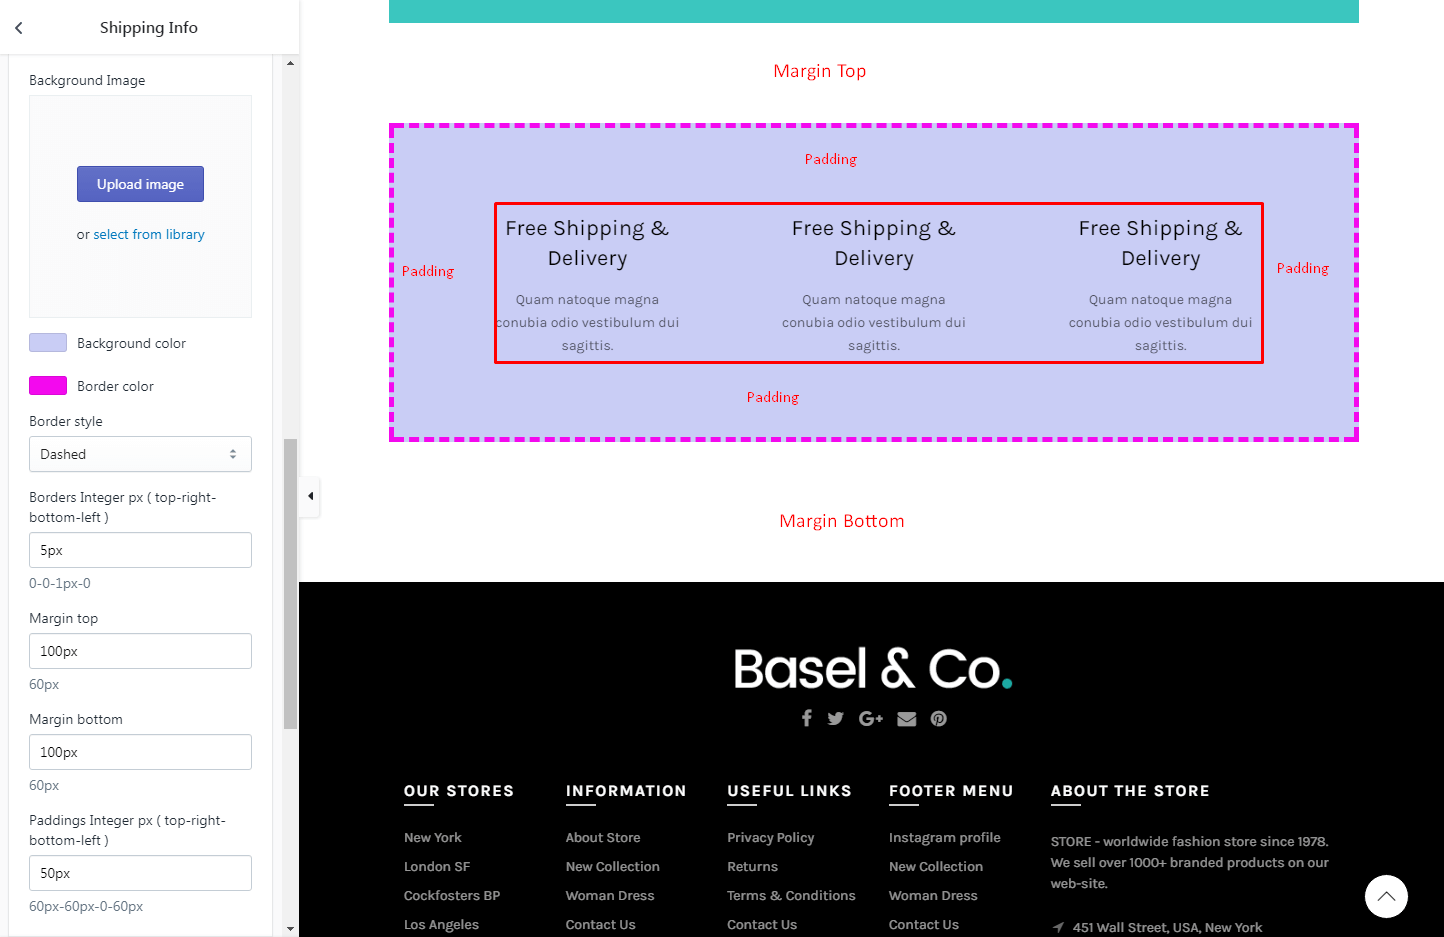 Shipping Info
Background Image
Upload image
or select from library
Background color
Border color
Border style
Dashed
Borders Integer px ( top-right-
bottom-left )
5px
0-0-1px-0
Margin top
100px
60px
Margin bottom
100px
60px
Paddings Integer px ( top-right-
bottom-left )
50px
60px-60px-0-60px
Margin Top
Padding
Padding
Free Shipping &
Delivery
Quam natoque magna
conubia odio vestibulum dui
sagittis.
Free Shipping &
Delivery
Quam natoque magna
conubia odio vestibulum dui
sagittis.
Free Shipping &
Delivery
Quam natoque magna
conubia odio vestibulum dui
sagittis.
Padding
Padding
Margin Bottom
Basel & Co.
OUR STORES
New York
London SF
Cockfosters BP
Los Angeles
INFORMATION
About Store
New Collection
Woman Dress
Contact Us
USEFUL LINKS
Privacy Policy
Returns
Terms & Conditions
Contact Us
FOOTER MENU
Instagram profile
New Collection
Woman Dress
Contact Us
ABOUT THE STORE
STORE - worldwide fashion store since 1978.
We sell over 1000+ branded products on our
web-site.
451 Wall Street, USA, New York